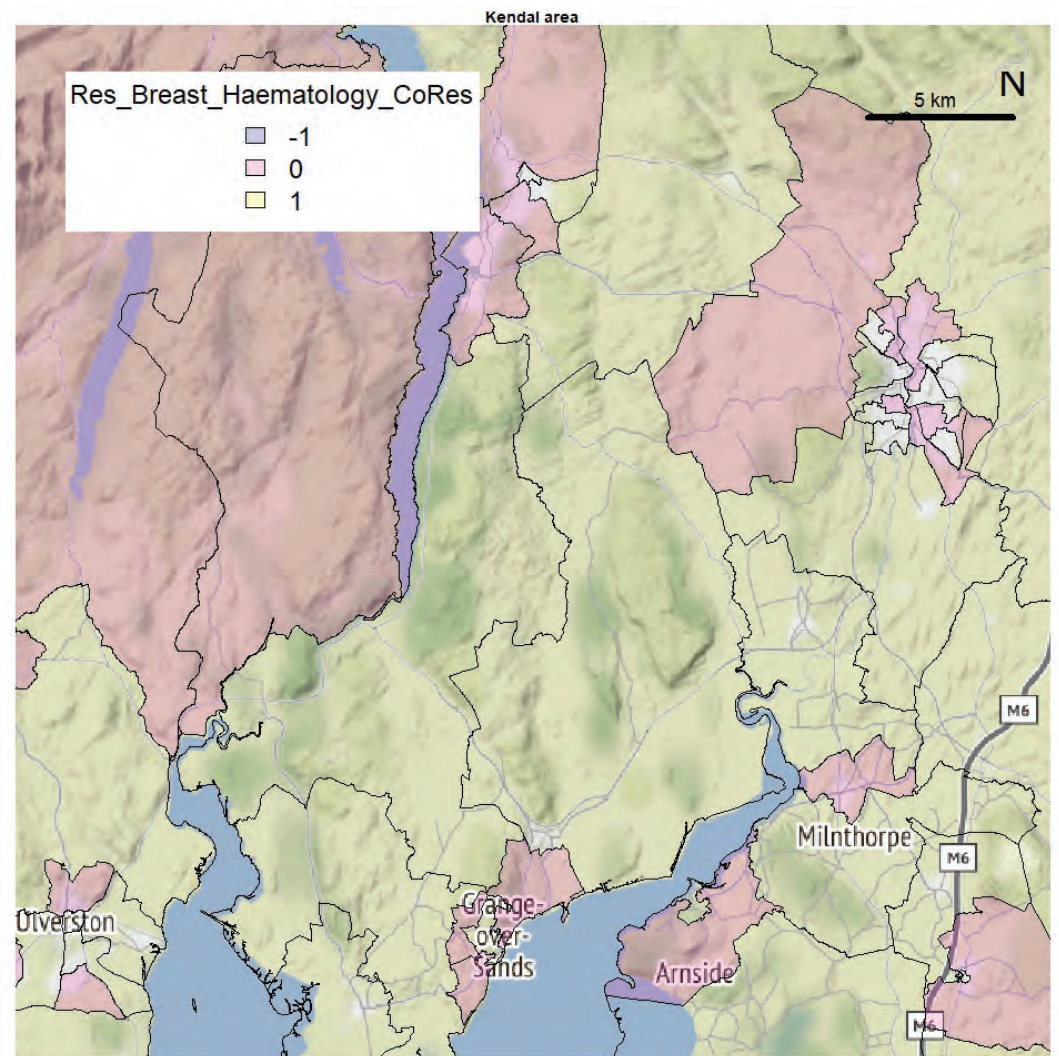 Kendal area
Res_Breast_Haematology_CoRes
-1
0
1
N
5 km
M6
Milnthorpe
M6
Ulverston
Grange-
over-
Sands
Arnside
M6